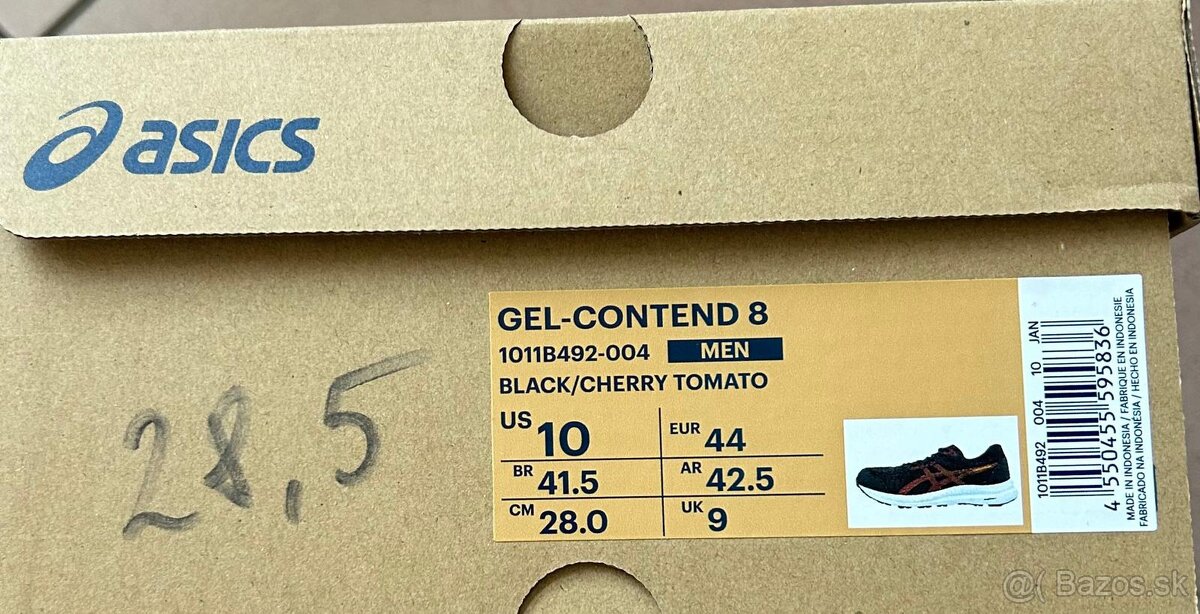 asics
28,5
GEL-CONTEND 8
1011B492-004 MEN
BLACK/CHERRY TOMATO
US 10 EUR 44
BR 41.5 AR 42.5
CM 28.0 UK 9
1011B492 004 10 JAN
4 550455 595836
MADE IN INDONESIA / FABRIQUE EN INDONESIE
FABRICADO NA INDONÉSIA / HECHO EN INDONESIA
@( Bazos.sk